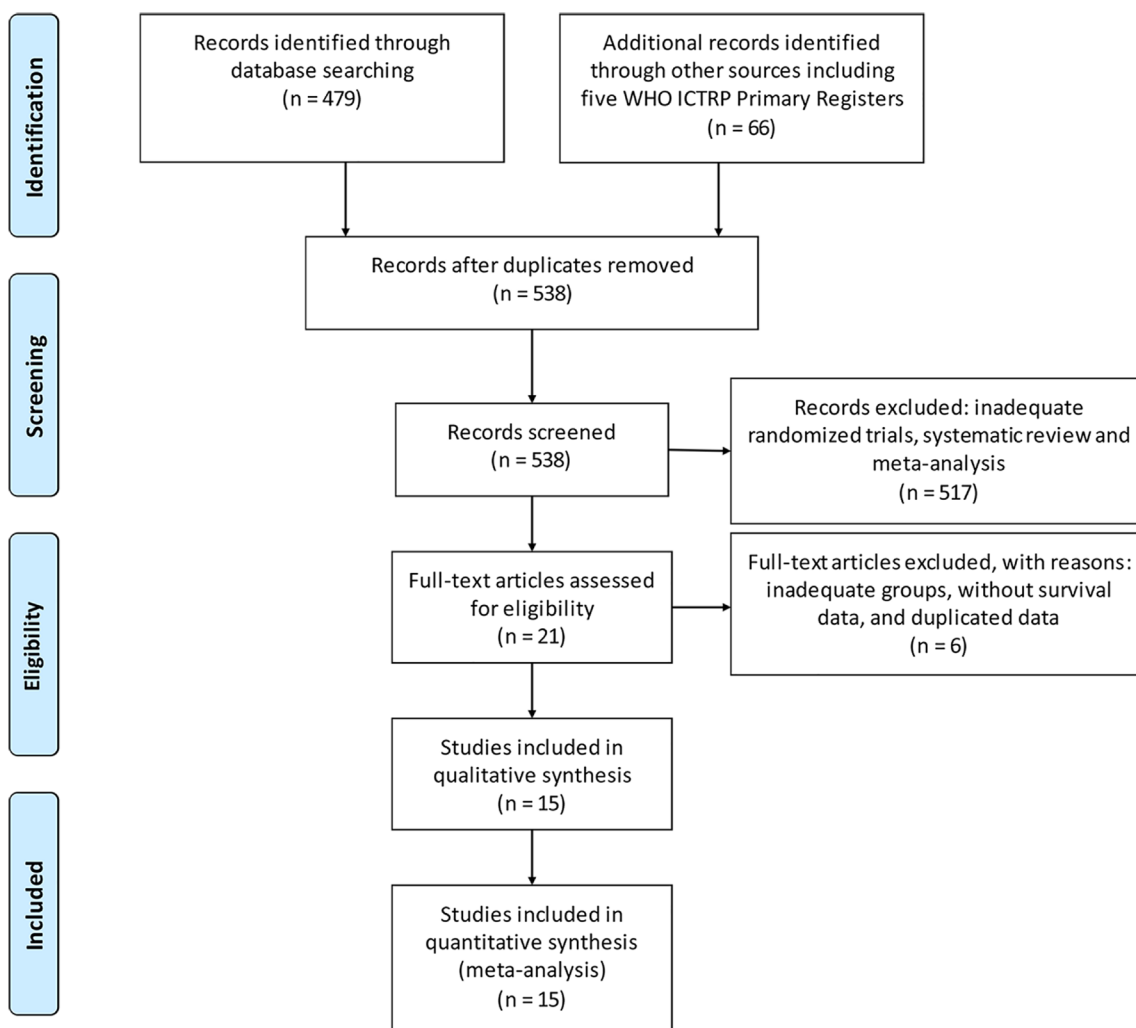 Identification
Records identified through
database searching
(n = 479)
Additional records identified
through other sources including
five WHO ICTRP Primary Registers
(n = 66)
Records after duplicates removed
(n = 538)
Screening
Records screened
(n = 538)
Records excluded: inadequate
randomized trials, systematic review and
meta-analysis
(n = 517)
Eligibility
Full-text articles assessed
for eligibility
(n = 21)
Full-text articles excluded, with reasons:
inadequate groups, without survival
data, and duplicated data
(n = 6)
Studies included in
qualitative synthesis
(n = 15)
Included
Studies included in
quantitative synthesis
(meta-analysis)
(n = 15)